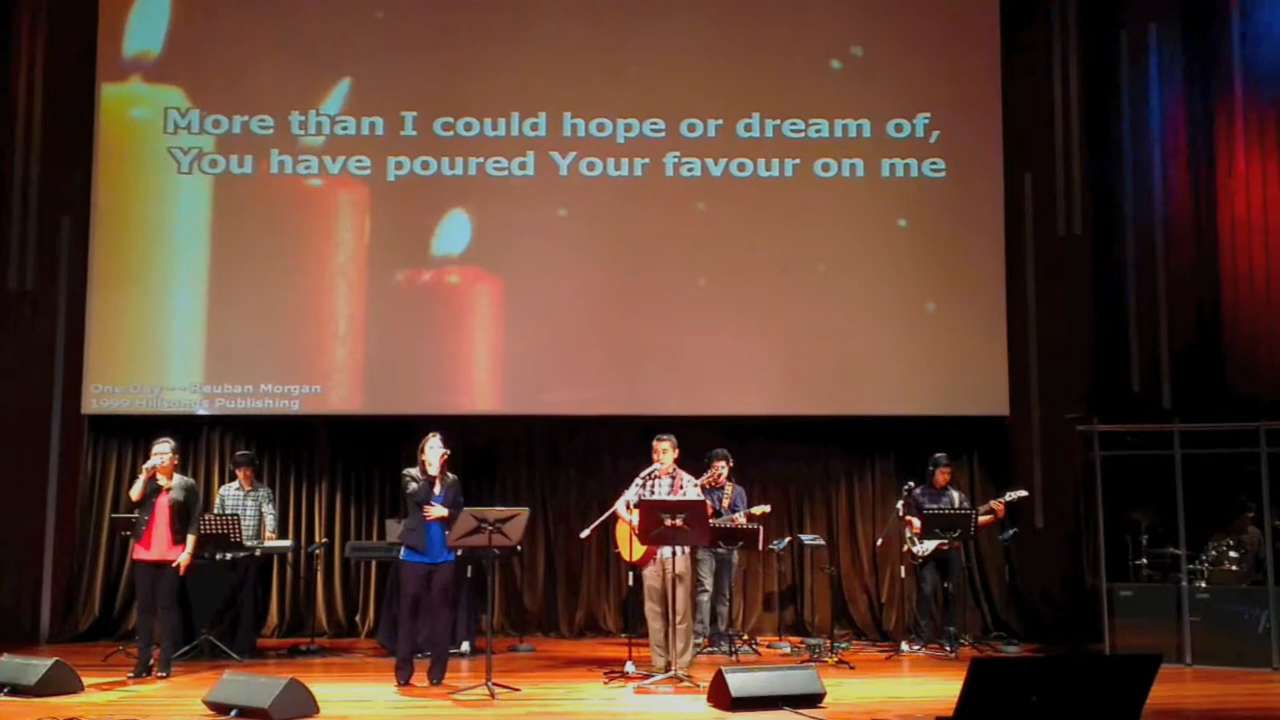 More than I could hope or dream of,
You have poured Your favour on me
One Day -- Reuban Morgan
1999 Hillsongs Publishing